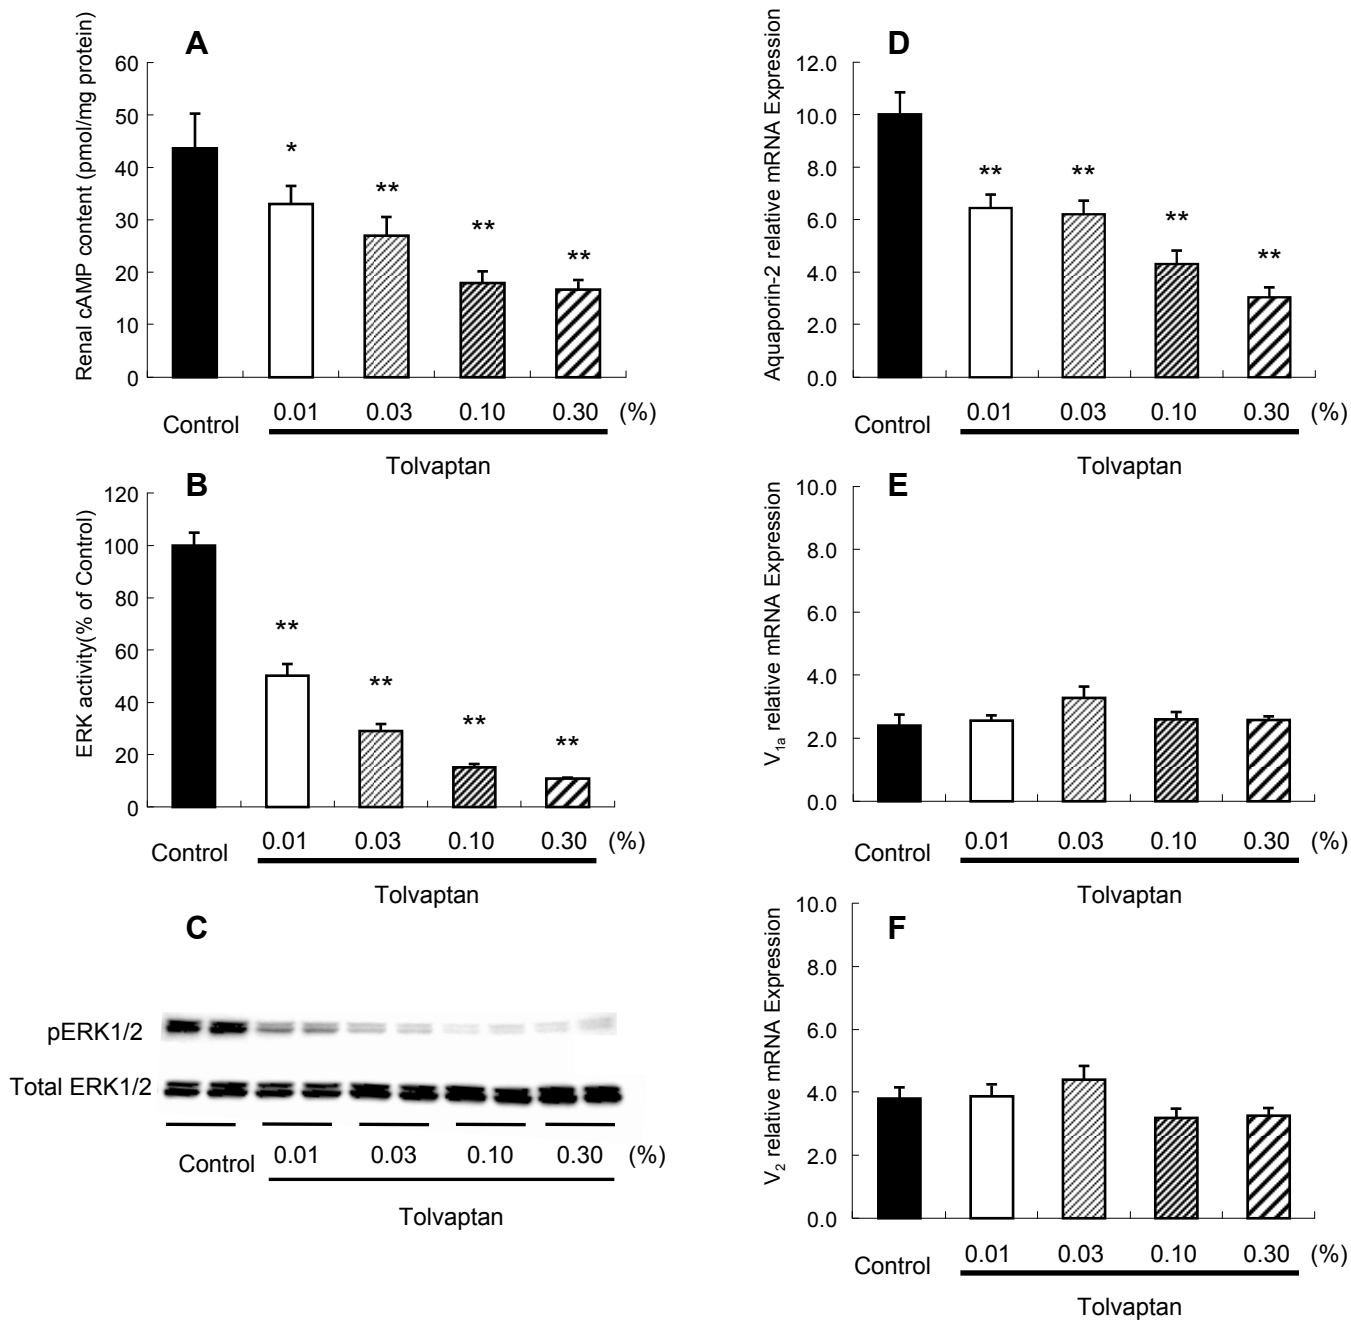 A
Renal cAMP content (pmol/mg protein)
60
50
40
30
20
10
0
*
**
**
**
Control
0.01 0.03 0.10 0.30 (%)
Tolvaptan
B
ERK activity(% of Control)
120
100
80
60
40
20
0
**
**
**
**
Control
0.01 0.03 0.10 0.30 (%)
Tolvaptan
C
pERK1/2
Total ERK1/2
Control
0.01 0.03 0.10 0.30 (%)
Tolvaptan
D
Aquaporin-2 relative mRNA Expression
12.0
10.0
8.0
6.0
4.0
2.0
0.0
**
**
**
**
Control
0.01 0.03 0.10 0.30 (%)
Tolvaptan
E
V1a relative mRNA Expression
10.0
8.0
6.0
4.0
2.0
0.0
Control
0.01 0.03 0.10 0.30 (%)
Tolvaptan
F
V2 relative mRNA Expression
10.0
8.0
6.0
4.0
2.0
0.0
Control
0.01 0.03 0.10 0.30 (%)
Tolvaptan